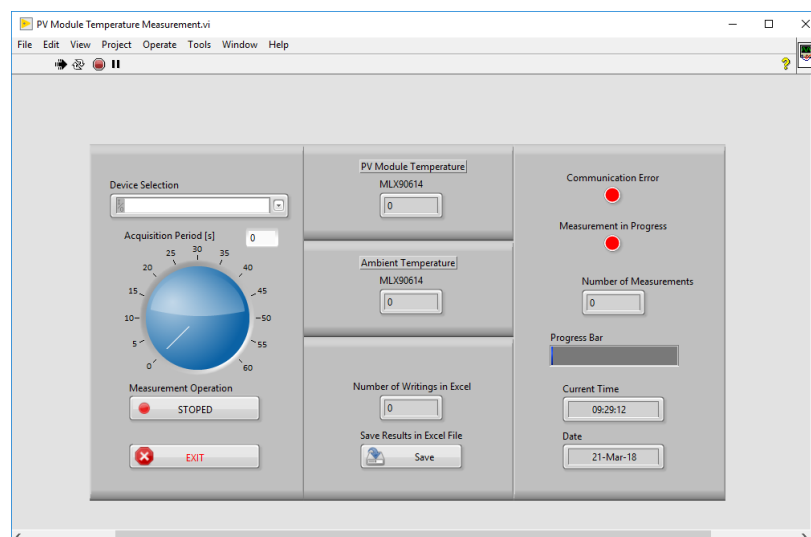 PV Module Temperature Measurement.vi
File Edit View Project Operate Tools Window Help
Device Selection
Acquisition Period [s]
0
0
5
10
15
20
25
30
35
40
45
50
55
60
Measurement Operation
STOPED
EXIT
PV Module Temperature
MLX90614
0
Ambient Temperature
MLX90614
0
Number of Writings in Excel
0
Save Results in Excel File
Save
Communication Error
Measurement in Progress
Number of Measurements
0
Progress Bar
Current Time
09:29:12
Date
21-Mar-18